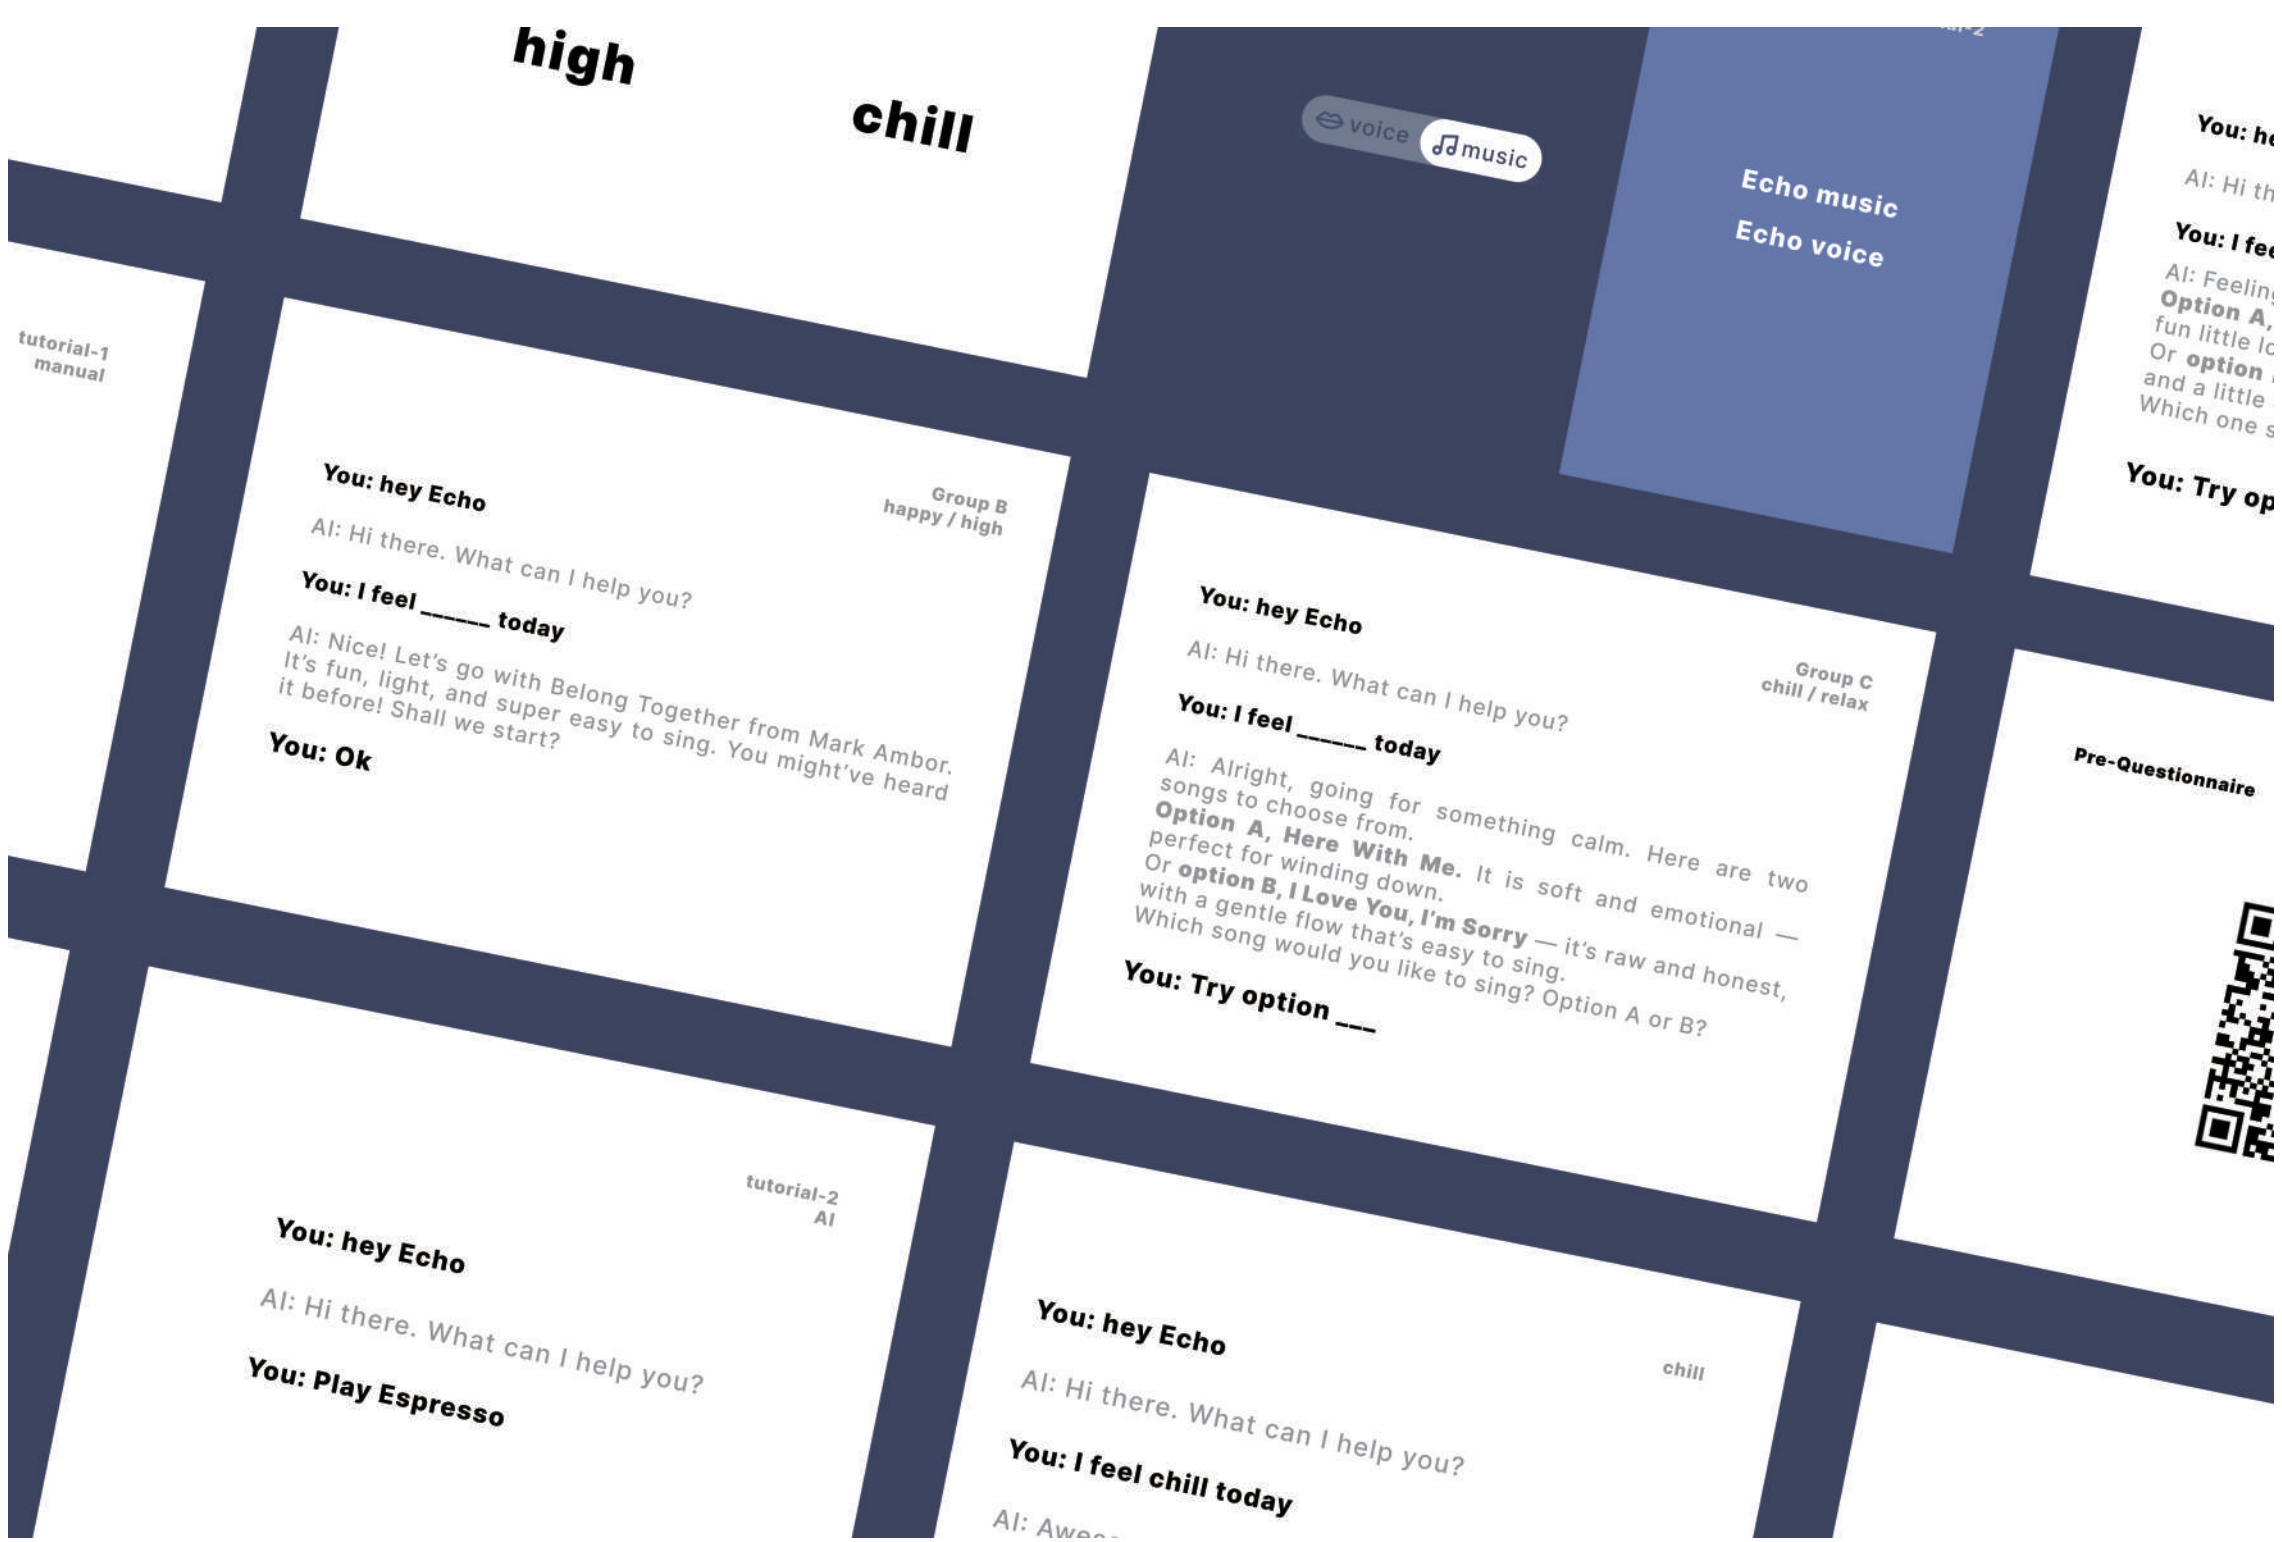 high
chill
voice
music
Echo music
Echo voice
You:
AI: Hi
You: I
AI:
Option A,
fun little
Or option
and a little
Which one
You: Try
tutorial-1
manual
Group B
happy / high
You: hey Echo
AI: Hi there. What can I help you?
You: I feel ______ today
AI: Nice! Let's go with Belong Together from Mark Ambor.
It's fun, light, and super easy to sing. You might've heard
it before! Shall we start?
You: Ok
Group C
chill / relax
You: hey Echo
AI: Hi there. What can I help you?
You: I feel ______ today
AI: Alright, going for something calm. Here are two
songs to choose from.
Option A, Here With Me. It is soft and emotional —
perfect for winding down.
Or option B, I Love You, I'm Sorry — it's raw and honest,
with a gentle flow that's easy to sing.
Which song would you like to sing? Option A or B?
You: Try option ___
Pre-Questionnaire
tutorial-2
AI
You: hey Echo
AI: Hi there. What can I help you?
You: Play Espresso
chill
You: hey Echo
AI: Hi there. What can I help you?
You: I feel chill today
AI: